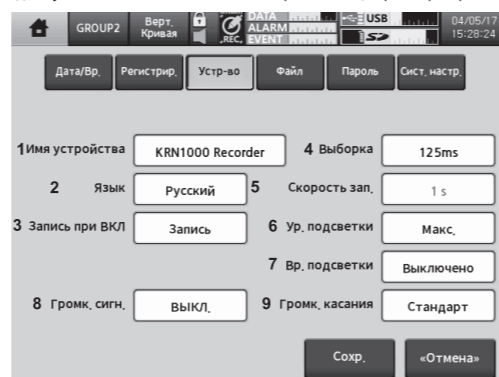 GROUP2 Верт. Кривая REC. DATA ALARM EVENT USB 04/05/17 15:28:24
Дата/Вр. Регистрир. Устр-во Файл Пароль Сист. настр.
1 Имя устройства KRN1000 Recorder 4 Выборка 125ms
2 Язык Русский 5 Скорость зап. 1 s
3 Запись при ВКЛ Запись 6 Ур. подсветки Макс.
7 Вр. подсветки Выключено
8 Громк. сигн. ВЫКЛ. 9 Громк. касания Стандарт
Сохр. «Отмена»